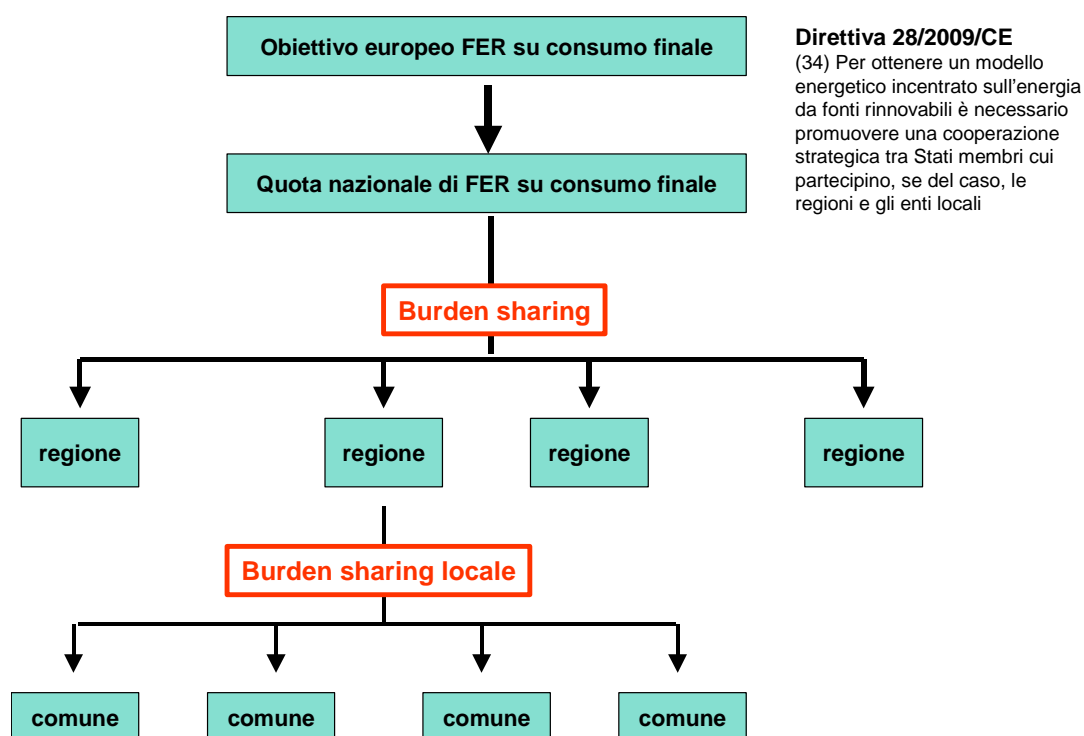 Obiettivo europeo FER su consumo finale
Direttiva 28/2009/CE
(34) Per ottenere un modello
energetico incentrato sull'energia
da fonti rinnovabili è necessario
promuovere una cooperazione
strategica tra Stati membri cui
partecipino, se del caso, le
regioni e gli enti locali
Quota nazionale di FER su consumo finale
Burden sharing
regione
regione
regione
regione
Burden sharing locale
comune
comune
comune
comune